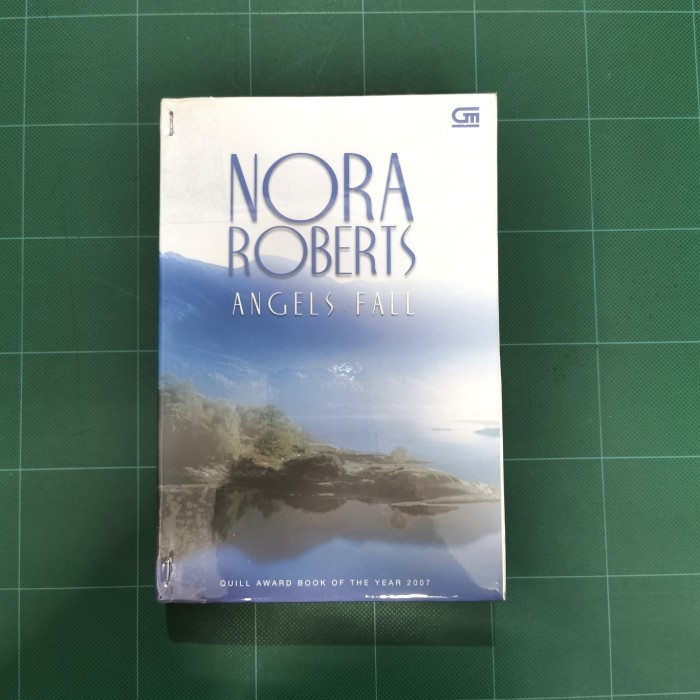 GM
NORA
ROBERTS
ANGELS FALL
QUILL AWARD BOOK OF THE YEAR 2007